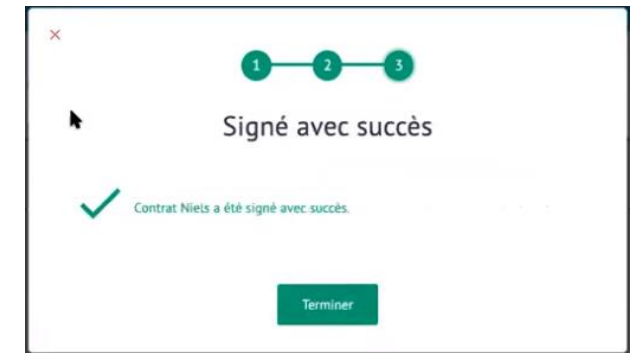 1 2 3
Signé avec succès
Contrat Niels a été signé avec succès.
Terminer